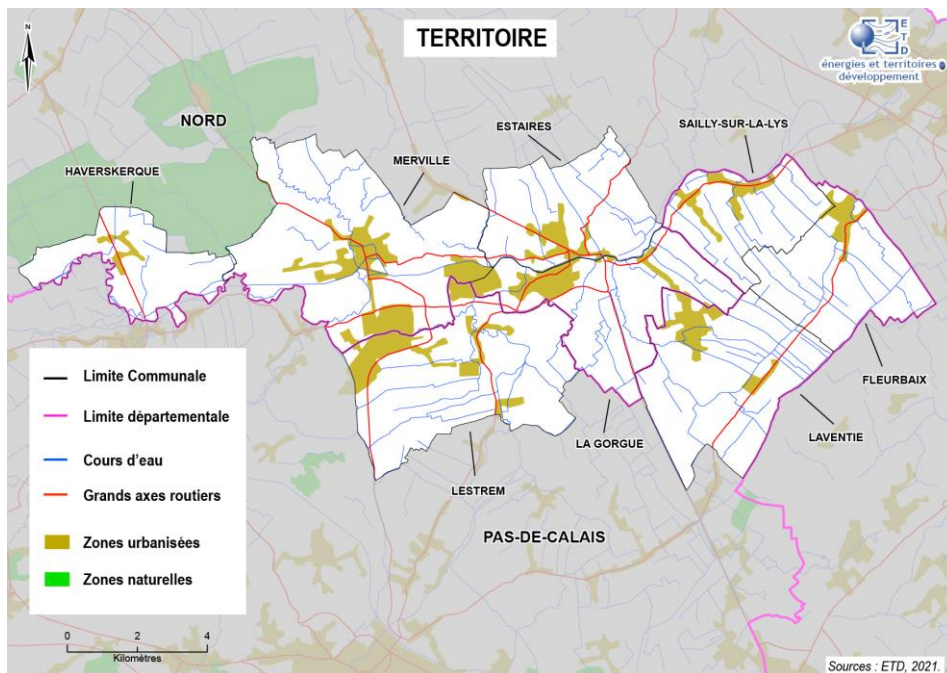 N
TERRITOIRE
E
T
D
énergies et territoires
développement
NORD
ESTAIRES
SAILLY-SUR-LA-LYS
MERVILLE
HAVERSKERQUE
Limite Communale
Limite départementale
Cours d'eau
Grands axes routiers
Zones urbanisées
Zones naturelles
FLEURBAIX
LAVENTIE
LA GORGUE
LESTREM
PAS-DE-CALAIS
0 2 4
Kilomètres
Sources : ETD, 2021.